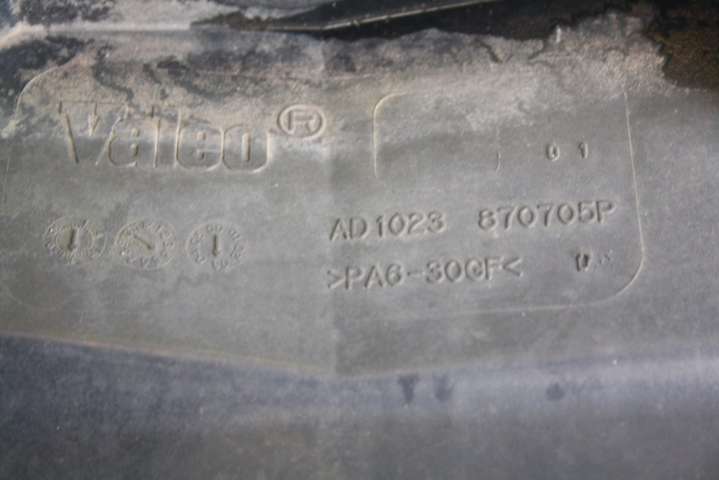 Valeo®
01
AD1023 870705P
>PA6-30GF<